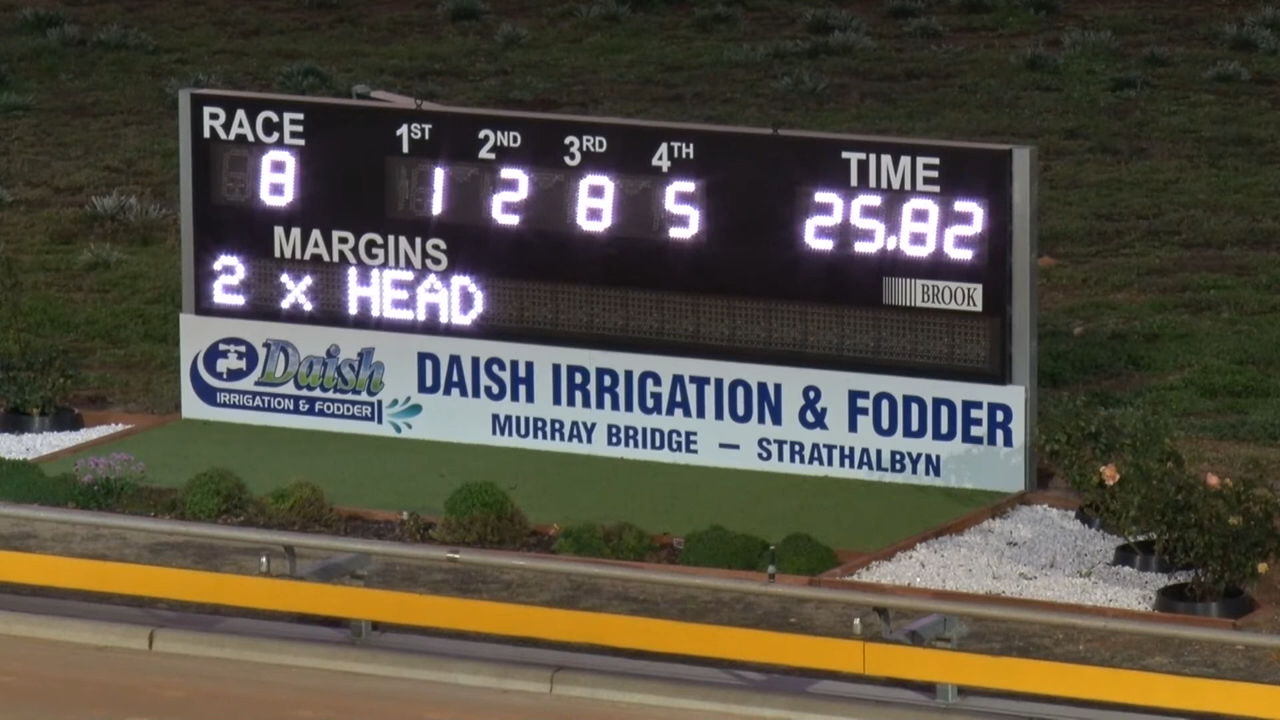 RACE 1ST 2ND 3RD 4TH TIME
8 1 2 8 5 25.82
MARGINS
BROOK
2 x HEAD
Daish
IRRIGATION & FODDER
DAISH IRRIGATION & FODDER
MURRAY BRIDGE — STRATHALBYN